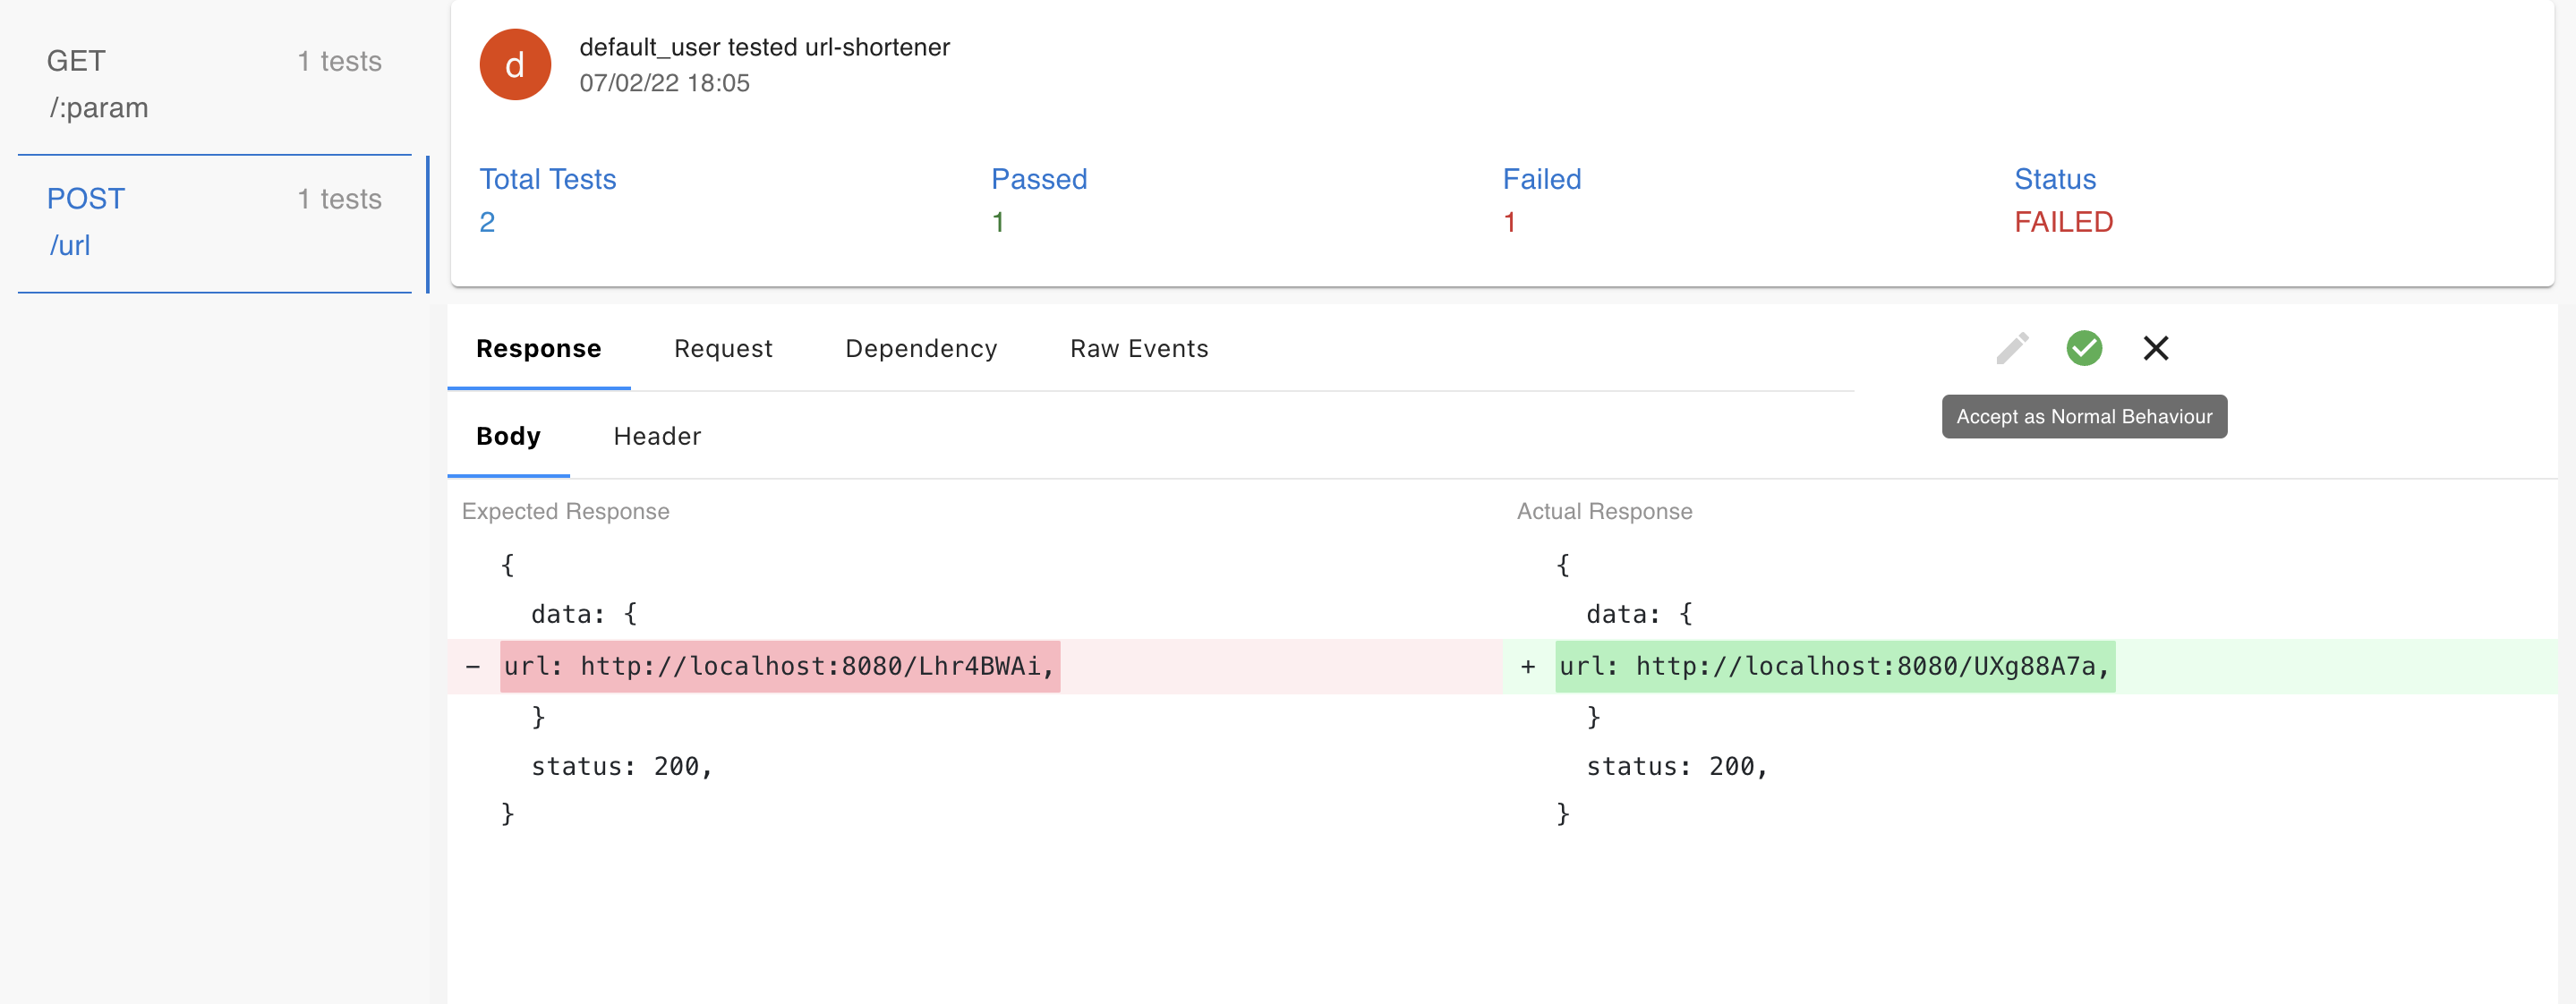 GET 1 tests
/:param
POST 1 tests
/url
d
default_user tested url-shortener
07/02/22 18:05
Total Tests Passed Failed Status
2 1 1 FAILED
Response Request Dependency Raw Events
Accept as Normal Behaviour
Body Header
Expected Response
{
data: {
− url: http://localhost:8080/Lhr4BWAi,
}
status: 200,
}
Actual Response
{
data: {
+ url: http://localhost:8080/UXg88A7a,
}
status: 200,
}